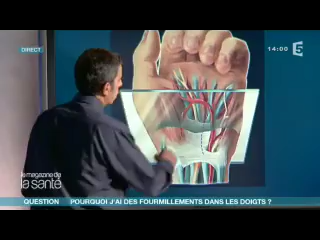 DIRECT
14:00 5
le magazine de
la santé
QUESTION POURQUOI J'AI DES FOURMILLEMENTS DANS LES DOIGTS ?